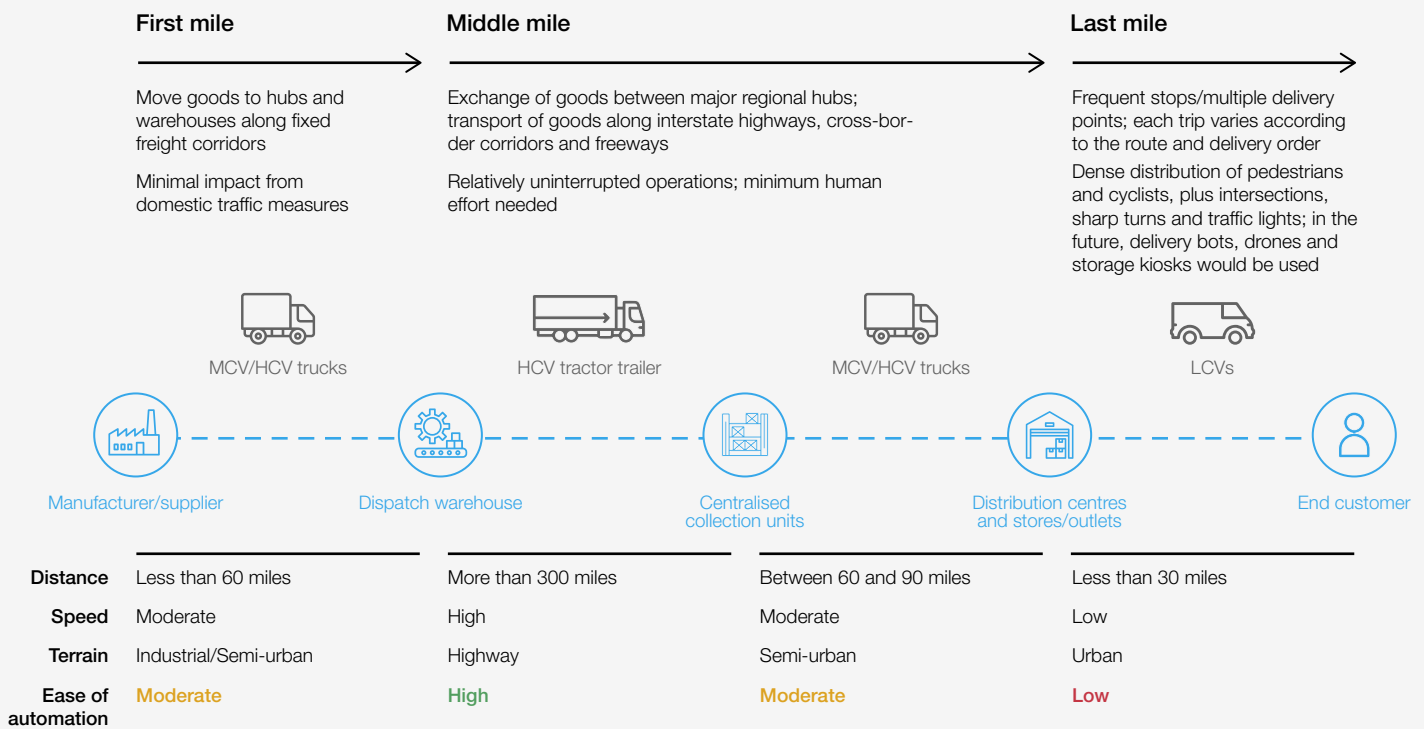 First mile
Middle mile
Last mile
Move goods to hubs and
warehouses along fixed
freight corridors
Minimal impact from
domestic traffic measures
Exchange of goods between major regional hubs;
transport of goods along interstate highways, cross-bor-
der corridors and freeways
Relatively uninterrupted operations; minimum human
effort needed
Frequent stops/multiple delivery
points; each trip varies according
to the route and delivery order
Dense distribution of pedestrians
and cyclists, plus intersections,
sharp turns and traffic lights; in the
future, delivery bots, drones and
storage kiosks would be used
MCV/HCV trucks
HCV tractor trailer
MCV/HCV trucks
LCVs
Manufacturer/supplier
Dispatch warehouse
Centralised
collection units
Distribution centres
and stores/outlets
End customer
Distance Less than 60 miles More than 300 miles Between 60 and 90 miles Less than 30 miles
Speed Moderate High Moderate Low
Terrain Industrial/Semi-urban Highway Semi-urban Urban
Ease of
automation Moderate High Moderate Low